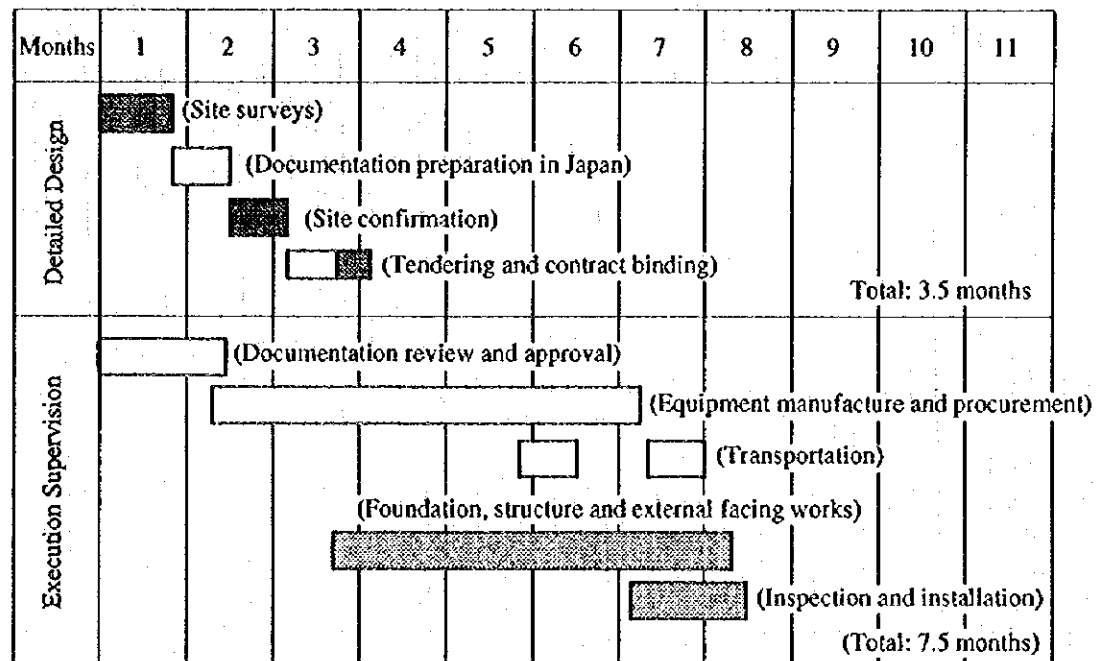 Months 1 2 3 4 5 6 7 8 9 10 11
Detailed Design
(Site surveys)
(Documentation preparation in Japan)
(Site confirmation)
(Tendering and contract binding)
Total: 3.5 months
Execution Supervision
(Documentation review and approval)
(Equipment manufacture and procurement)
(Transportation)
(Foundation, structure and external facing works)
(Inspection and installation)
(Total: 7.5 months)